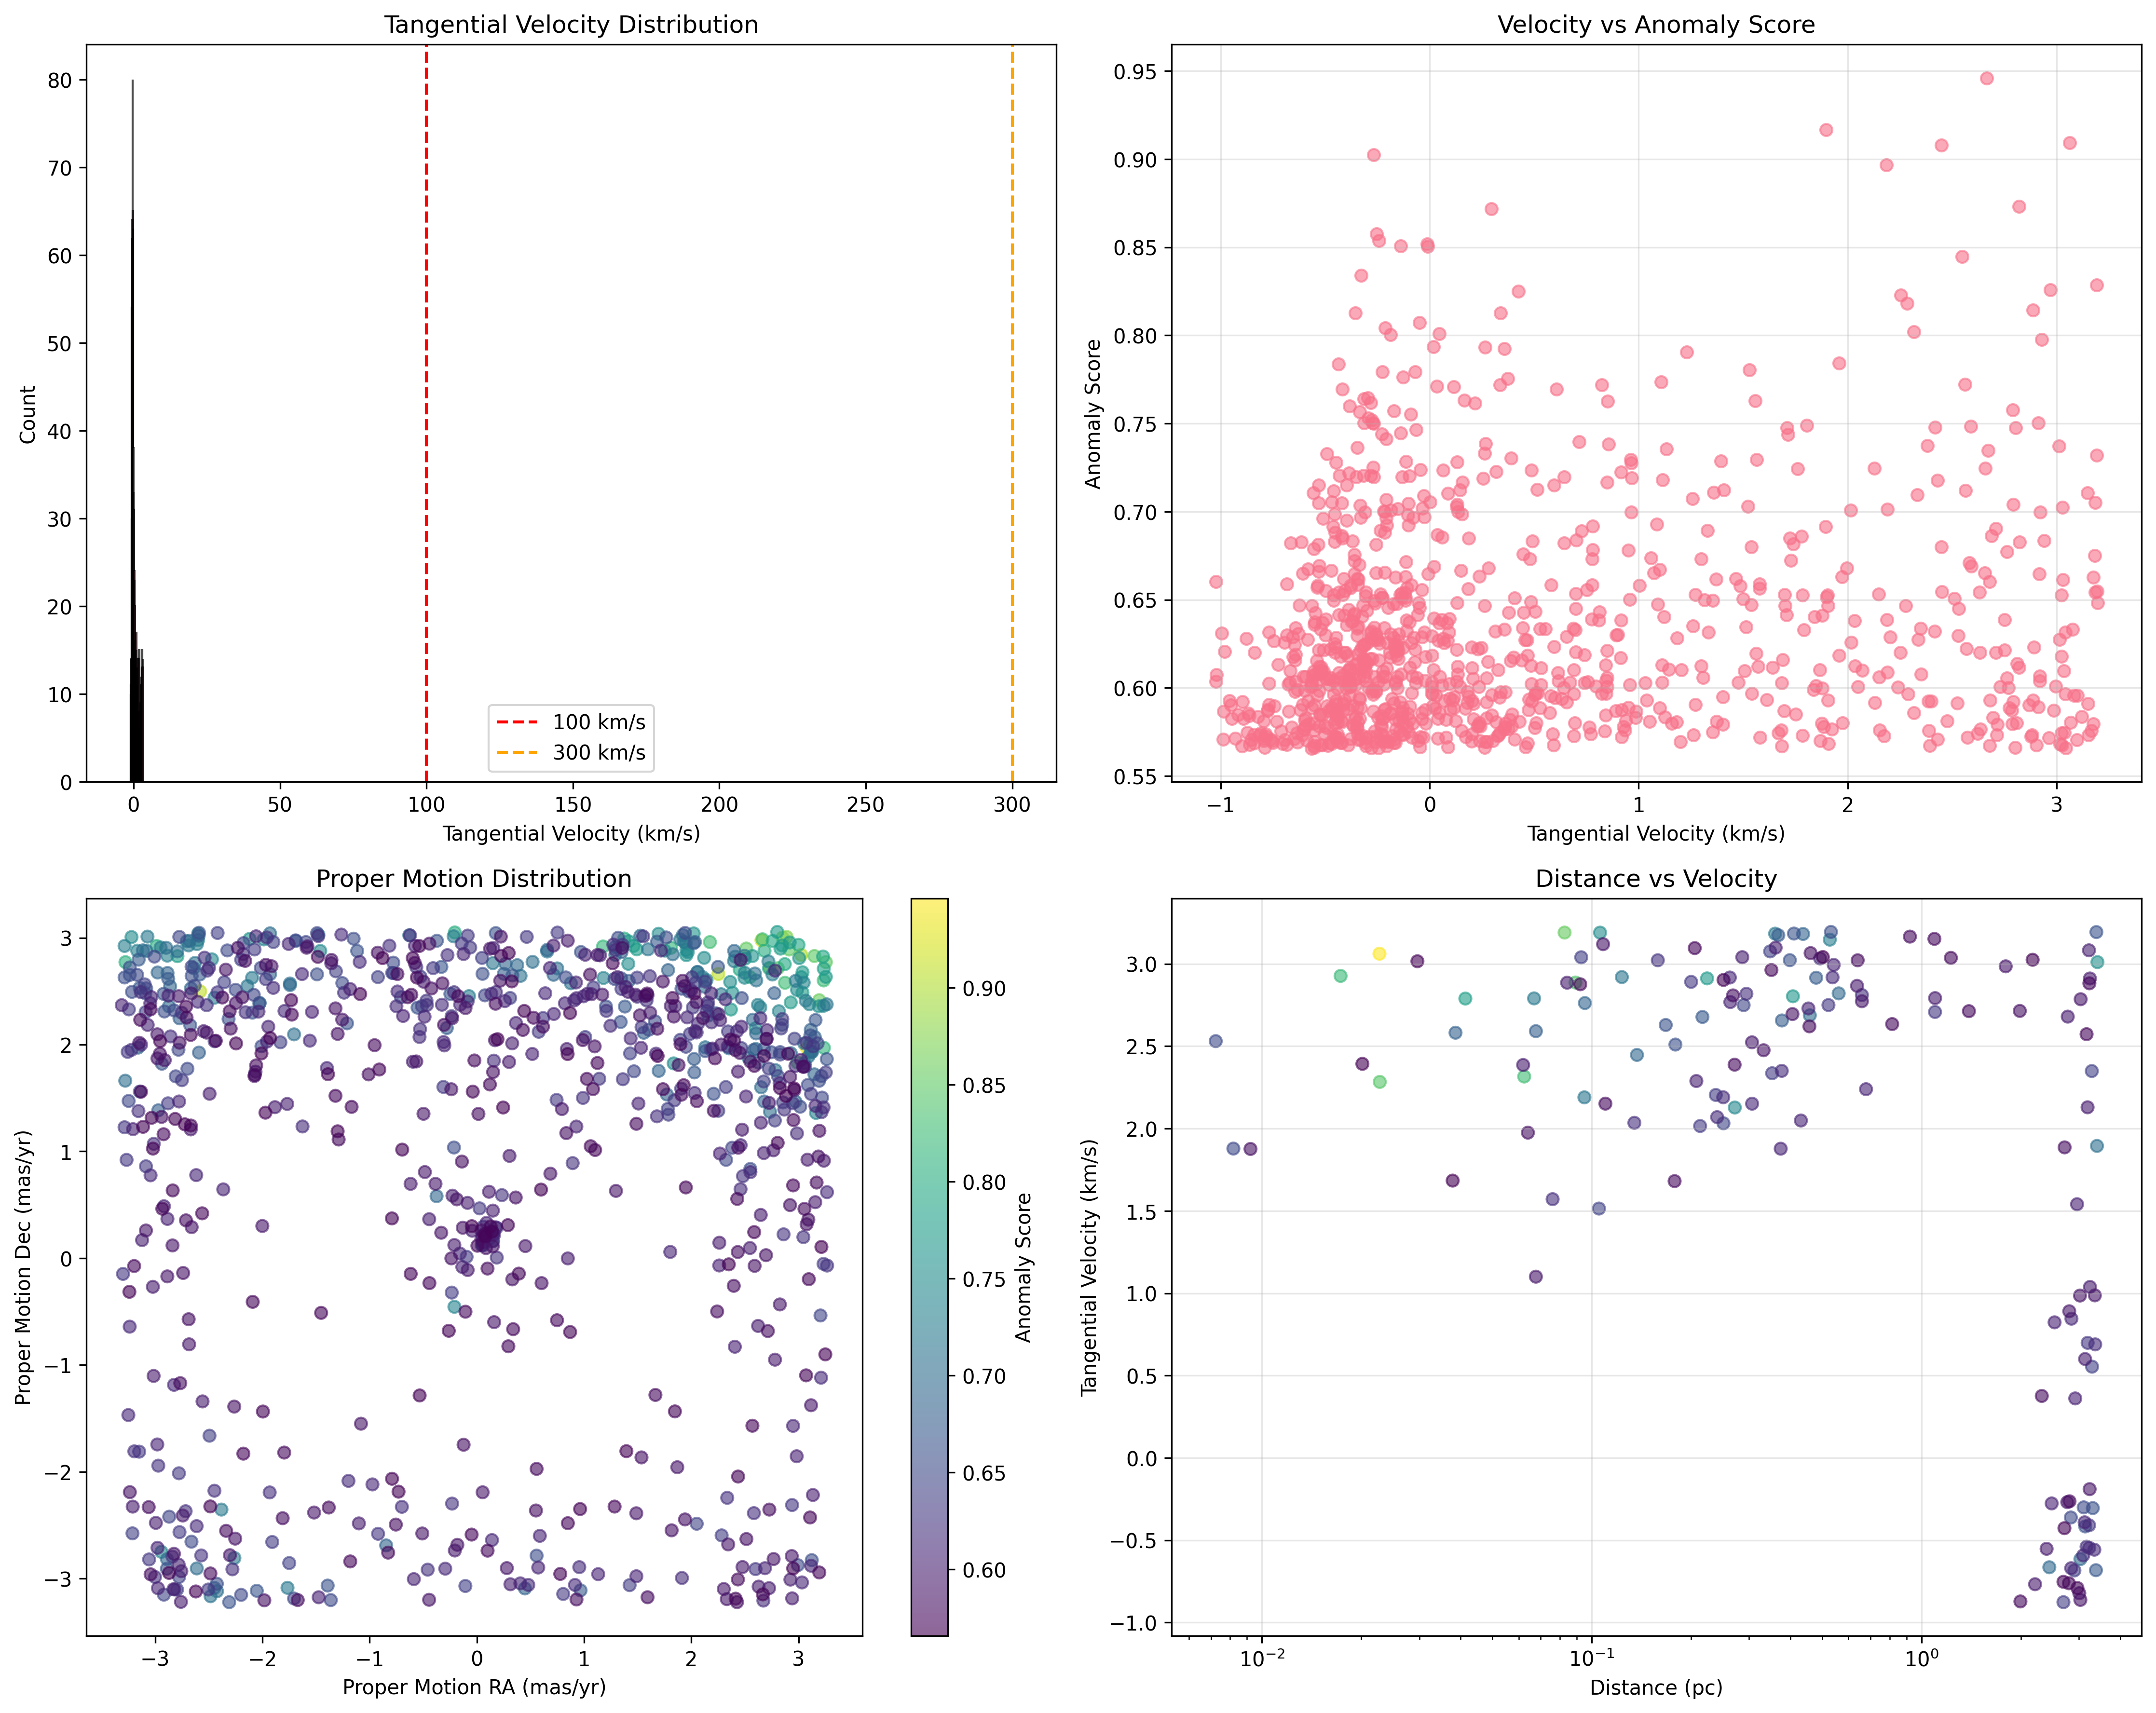 Tangential Velocity Distribution
80
70
60
50
40
30
20
10
0
Count
0 50 100 150 200 250 300
Tangential Velocity (km/s)
100 km/s
300 km/s
Velocity vs Anomaly Score
0.95
0.90
0.85
0.80
0.75
0.70
0.65
0.60
0.55
Anomaly Score
−1 0 1 2 3
Tangential Velocity (km/s)
Proper Motion Distribution
3
2
1
0
−1
−2
−3
Proper Motion Dec (mas/yr)
−3 −2 −1 0 1 2 3
Proper Motion RA (mas/yr)
0.90
0.85
0.80
0.75
0.70
0.65
0.60
Anomaly Score
Distance vs Velocity
3.0
2.5
2.0
1.5
1.0
0.5
0.0
−0.5
−1.0
Tangential Velocity (km/s)
10⁻² 10⁻¹ 10⁰
Distance (pc)